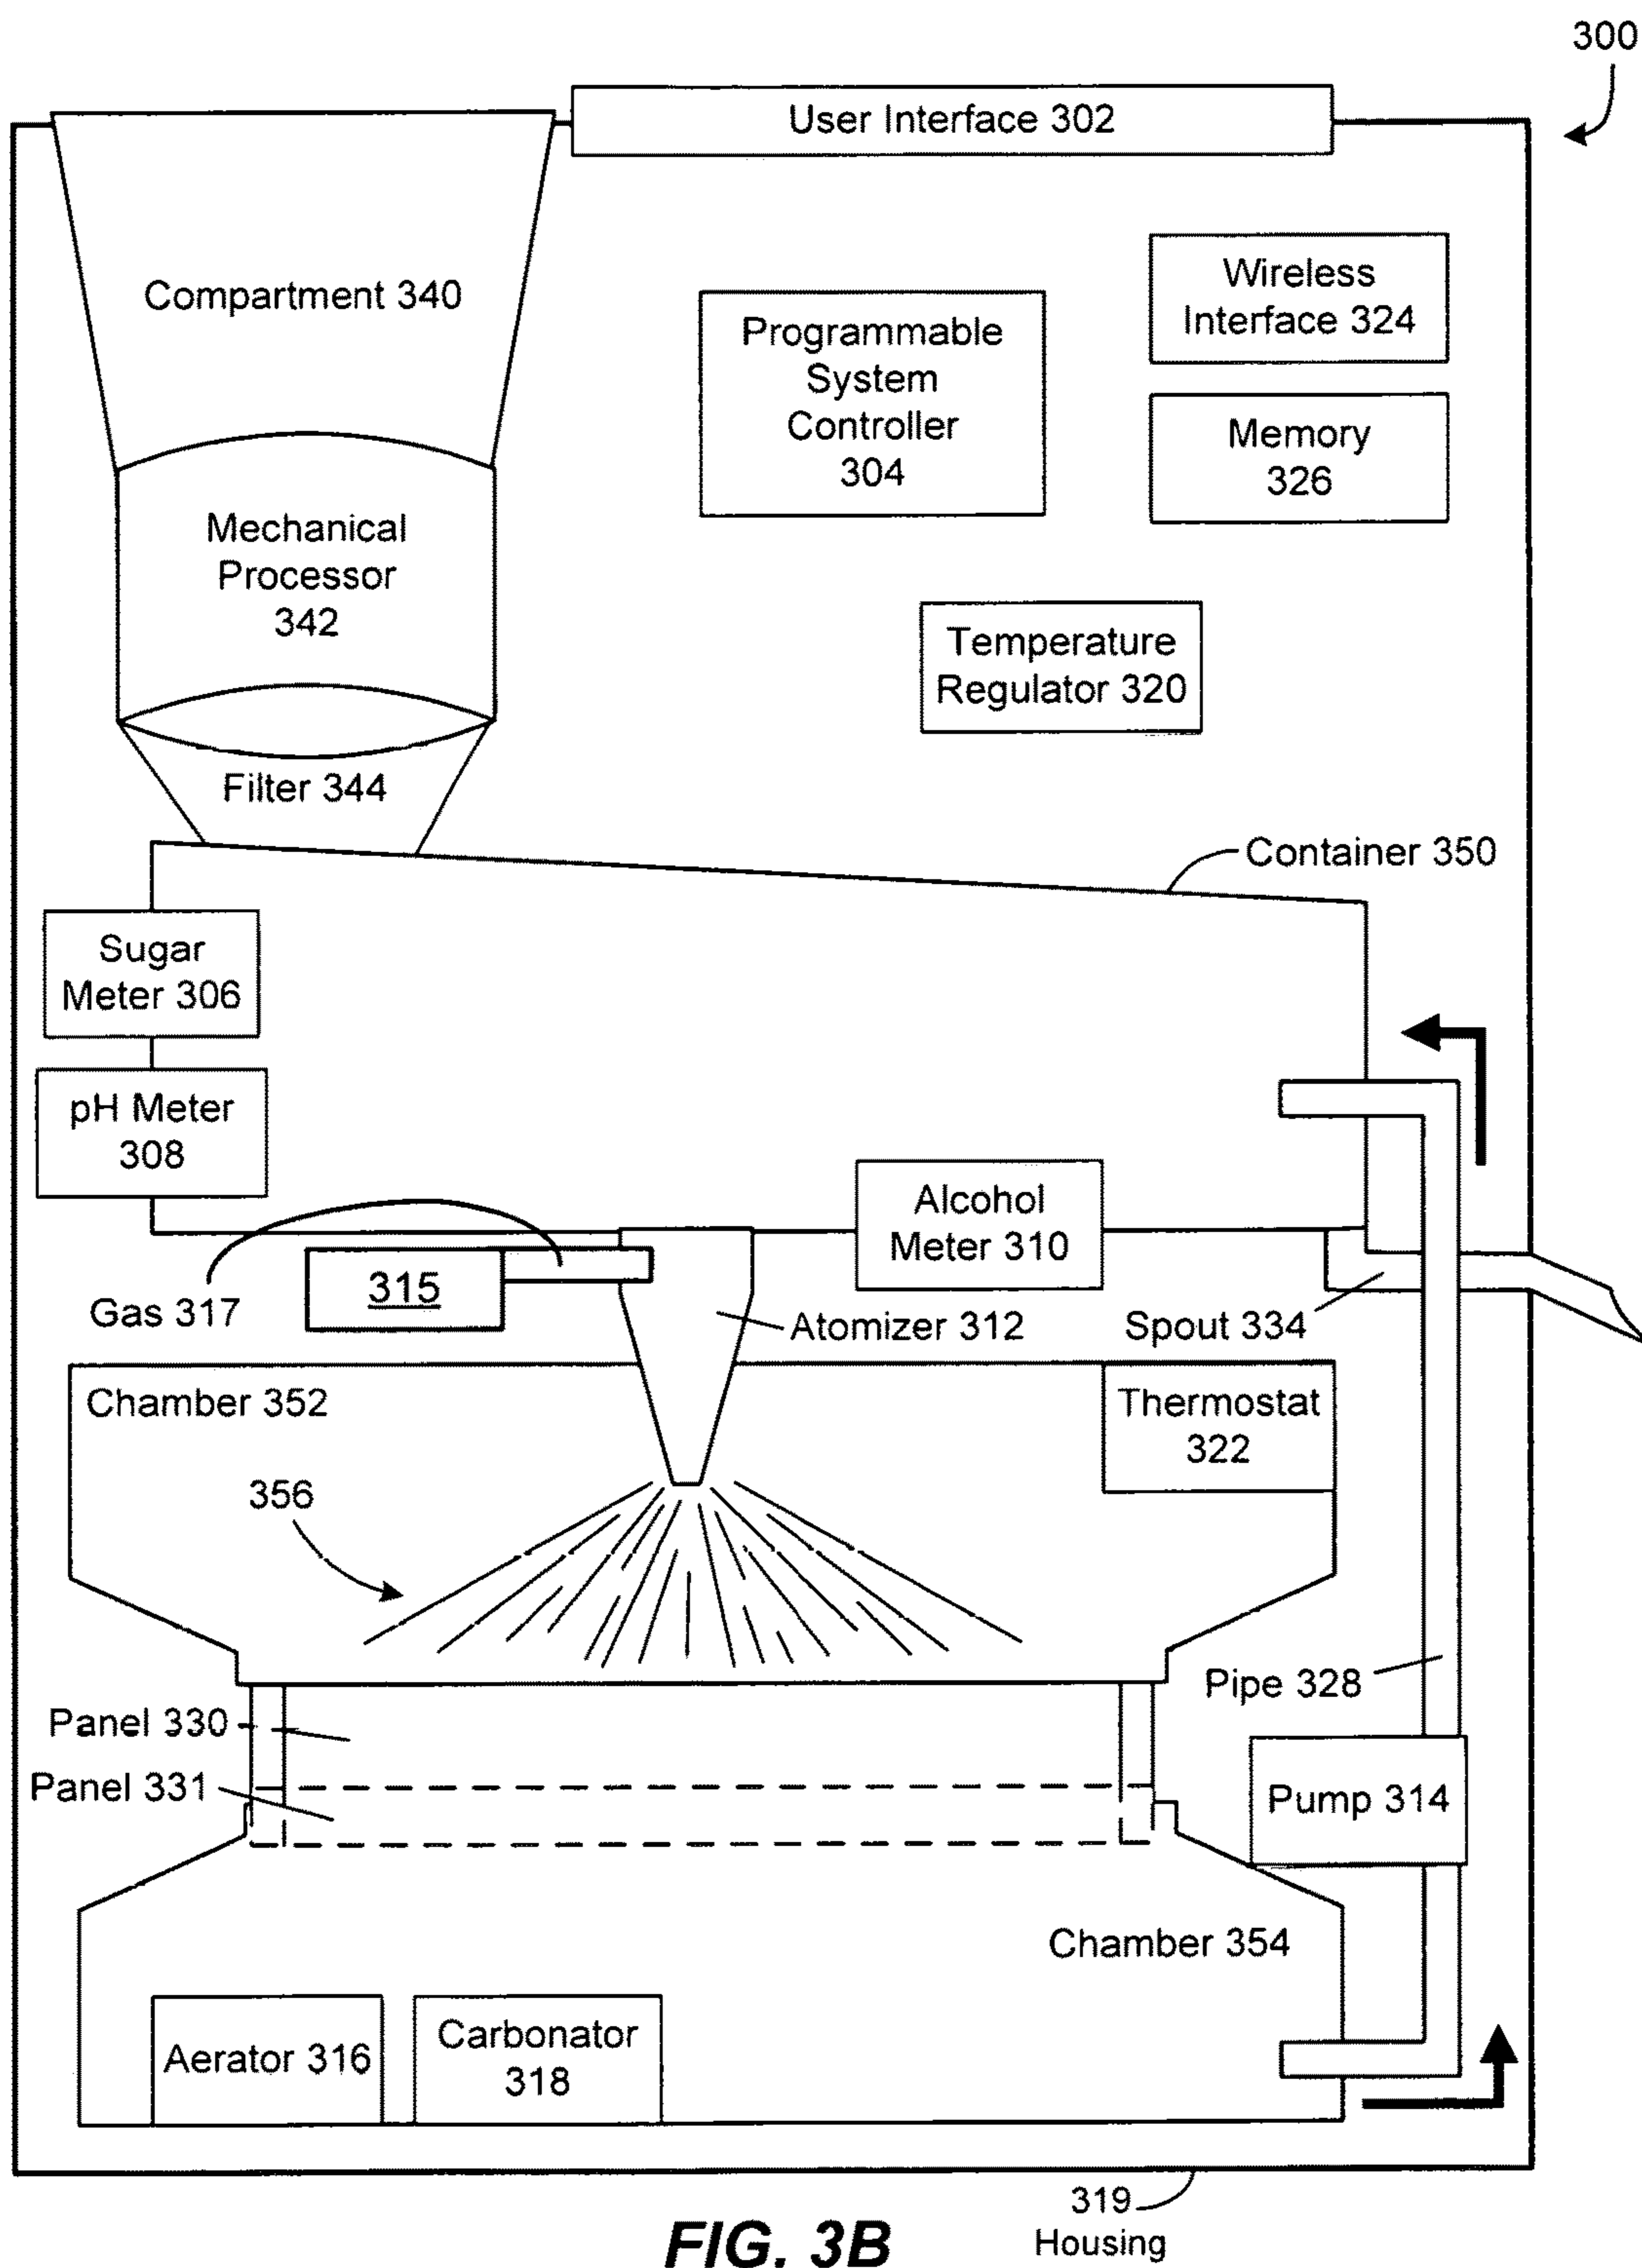 300
User Interface 302
Compartment 340
Wireless
Interface 324
Programmable
System
Controller
304
Memory
326
Mechanical
Processor
342
Temperature
Regulator 320
Filter 344
Container 350
Sugar
Meter 306
pH Meter
308
Alcohol
Meter 310
315
Gas 317
Atomizer 312
Spout 334
Chamber 352
Thermostat
322
356
Pipe 328
Panel 330
Panel 331
Pump 314
Chamber 354
Aerator 316
Carbonator
318
319
Housing
FIG. 3B